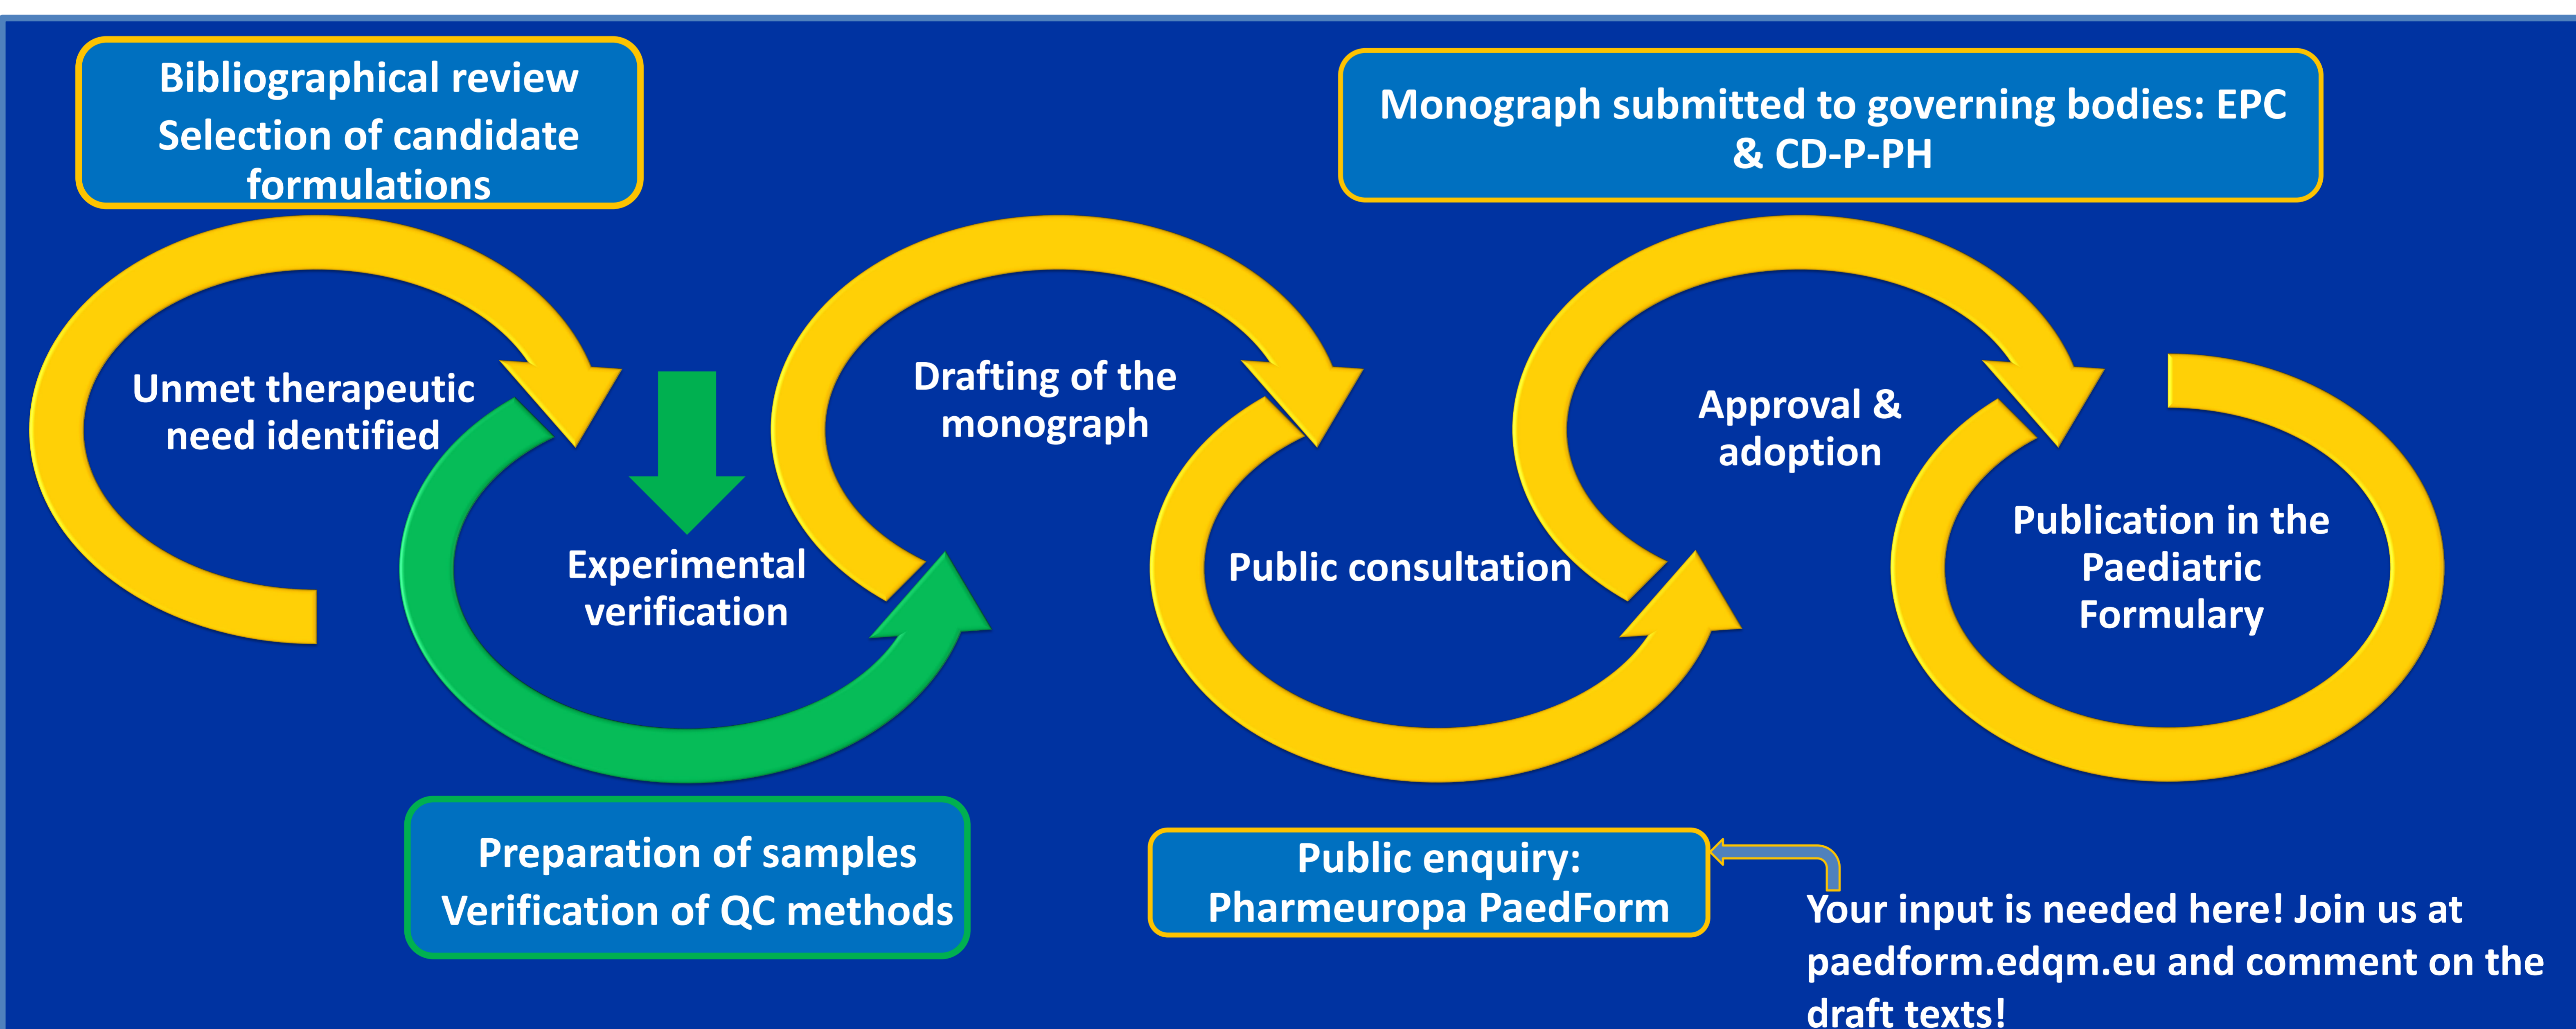 Bibliographical review
Selection of candidate
formulations
Monograph submitted to governing bodies: EPC
& CD-P-PH
Unmet therapeutic
need identified
Experimental
verification
Drafting of the
monograph
Public consultation
Approval &
adoption
Publication in the
Paediatric
Formulary
Preparation of samples
Verification of QC methods
Public enquiry:
Pharmeuropa PaedForm
Your input is needed here! Join us at
paedform.edqm.eu and comment on the
draft texts!